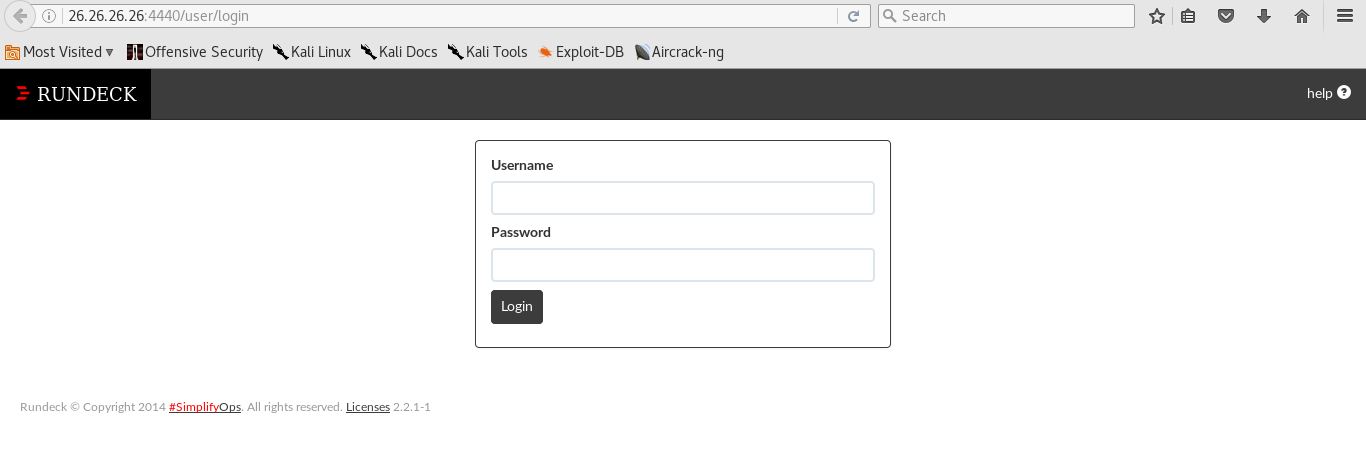 26.26.26.26:4440/user/login
Search
Most Visited Offensive Security Kali Linux Kali Docs Kali Tools Exploit-DB Aircrack-ng
RUNDECK help
Username
Password
Login
Rundeck © Copyright 2014 #SimplifyOps. All rights reserved. Licenses 2.2.1-1